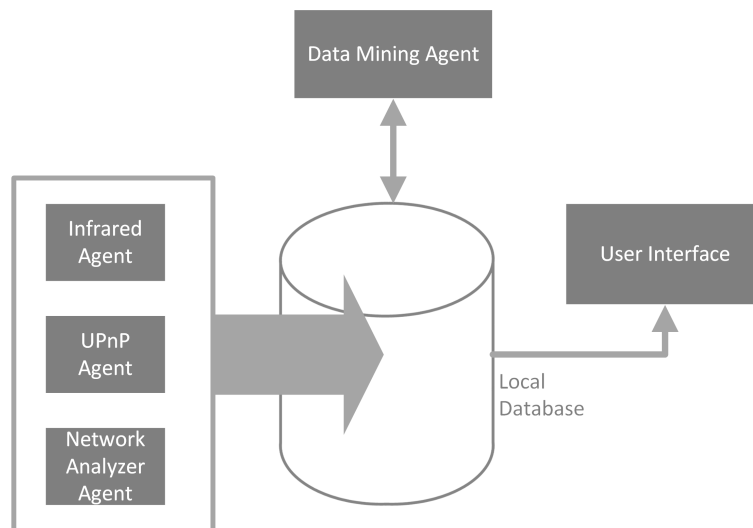 Data Mining Agent
Infrared
Agent
User Interface
UPnP
Agent
Local
Database
Network
Analyzer
Agent